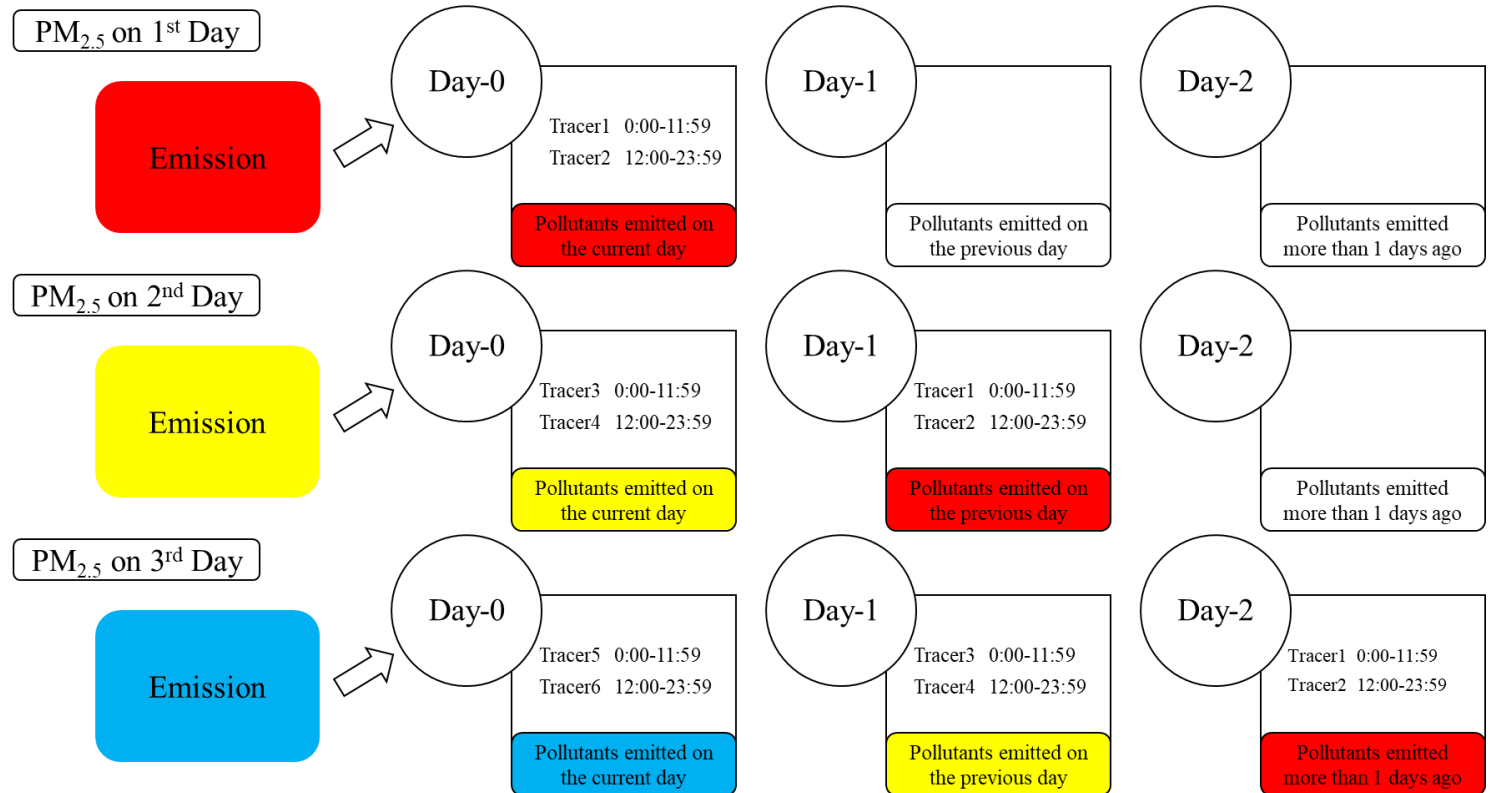 PM2.5 on 1st Day
Emission
Day-0
Tracer1 0:00-11:59
Tracer2 12:00-23:59
Pollutants emitted on
the current day
Day-1
Pollutants emitted on
the previous day
Day-2
Pollutants emitted
more than 1 days ago
PM2.5 on 2nd Day
Emission
Day-0
Tracer3 0:00-11:59
Tracer4 12:00-23:59
Pollutants emitted on
the current day
Day-1
Tracer1 0:00-11:59
Tracer2 12:00-23:59
Pollutants emitted on
the previous day
Day-2
Pollutants emitted
more than 1 days ago
PM2.5 on 3rd Day
Emission
Day-0
Tracer5 0:00-11:59
Tracer6 12:00-23:59
Pollutants emitted on
the current day
Day-1
Tracer3 0:00-11:59
Tracer4 12:00-23:59
Pollutants emitted on
the previous day
Day-2
Tracer1 0:00-11:59
Tracer2 12:00-23:59
Pollutants emitted
more than 1 days ago